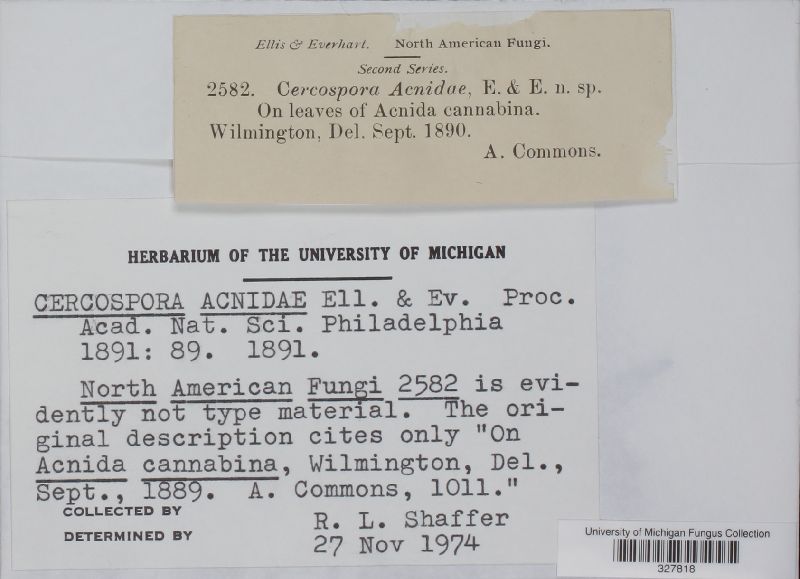 Ellis & Everhart. North American Fungi.
Second Series.
2582. Cercospora Acnidae, E. & E. n. sp.
On leaves of Acnida cannabina.
Wilmington, Del. Sept. 1890.
A. Commons.
HERBARIUM OF THE UNIVERSITY OF MICHIGAN
CERCOSPORA ACNIDAE Ell. & Ev. Proc.
Acad. Nat. Sci. Philadelphia
1891: 89. 1891.
North American Fungi 2582 is evi-
dently not type material. The ori-
ginal description cites only "On
Acnida cannabina, Wilmington, Del.,
Sept., 1889. A. Commons, 1011."
COLLECTED BY
R. L. Shaffer
DETERMINED BY
27 Nov 1974
University of Michigan Fungus Collection
327818